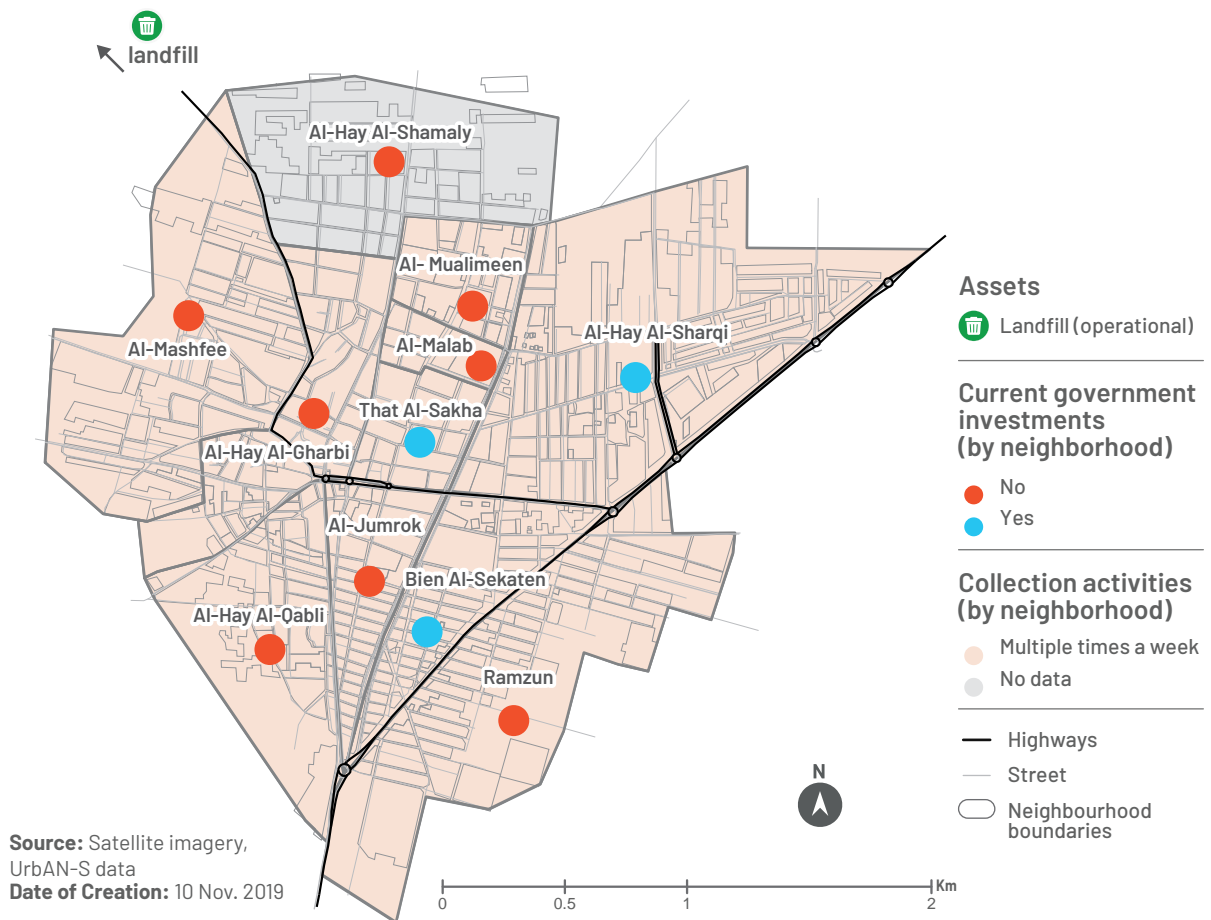 landfill
Al-Hay Al-Shamaly
Al- Mualimeen
Al-Hay Al-Sharqi
Al-Malab
Al-Mashfee
That Al-Sakha
Al-Hay Al-Gharbi
Al-Jumrok
Bien Al-Sekaten
Al-Hay Al-Qabli
Ramzun
Assets
Landfill (operational)
Current government
investments
(by neighborhood)
No
Yes
Collection activities
(by neighborhood)
Multiple times a week
No data
Highways
Street
Neighbourhood
boundaries
N
Source: Satellite imagery,
UrbAN-S data
Date of Creation: 10 Nov. 2019
Km
0 0.5 1 2